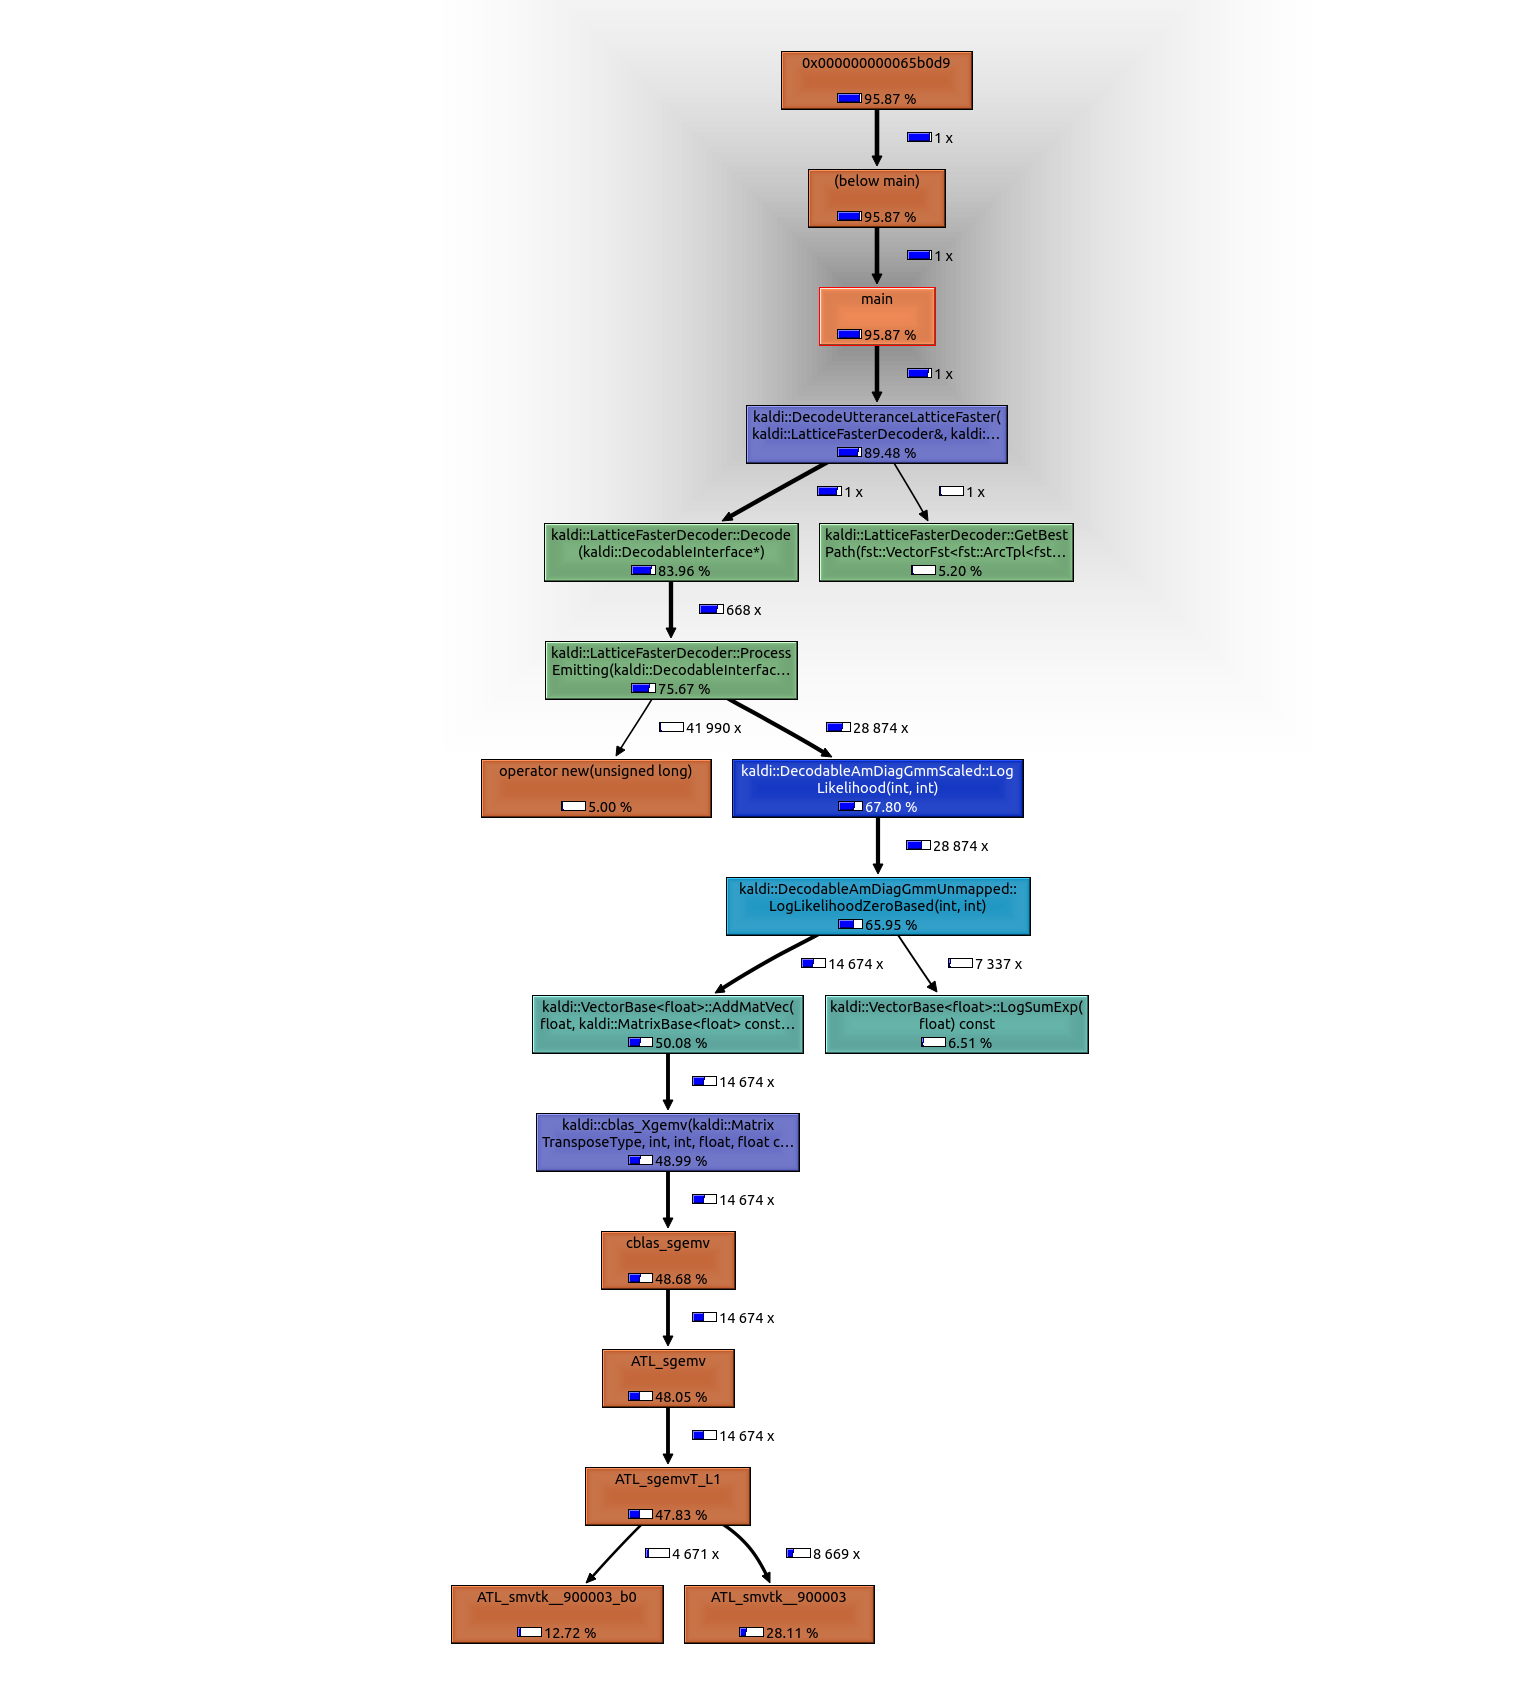 0x000000000065b0d9
95.87 %
1 x
(below main)
95.87 %
1 x
main
95.87 %
1 x
kaldi::DecodeUtteranceLatticeFaster(
kaldi::LatticeFasterDecoder&, kaldi:...
89.48 %
1 x
1 x
kaldi::LatticeFasterDecoder::Decode
(kaldi::DecodableInterface*)
83.96 %
kaldi::LatticeFasterDecoder::GetBest
Path(fst::VectorFst<fst::ArcTpl<fst...
5.20 %
668 x
kaldi::LatticeFasterDecoder::Process
Emitting(kaldi::DecodableInterfac...
75.67 %
41 990 x
28 874 x
operator new(unsigned long)
5.00 %
kaldi::DecodableAmDiagGmmScaled::Log
Likelihood(int, int)
67.80 %
28 874 x
kaldi::DecodableAmDiagGmmUnmapped::
LogLikelihoodZeroBased(int, int)
65.95 %
14 674 x
7 337 x
kaldi::VectorBase<float>::AddMatVec(
float, kaldi::MatrixBase<float> const...
50.08 %
kaldi::VectorBase<float>::LogSumExp(
float) const
6.51 %
14 674 x
kaldi::cblas_Xgemv(kaldi::Matrix
TransposeType, int, int, float, float c...
48.99 %
14 674 x
cblas_sgemv
48.68 %
14 674 x
ATL_sgemv
48.05 %
14 674 x
ATL_sgemvT_L1
47.83 %
4 671 x
8 669 x
ATL_smvtk__900003_b0
12.72 %
ATL_smvtk__900003
28.11 %